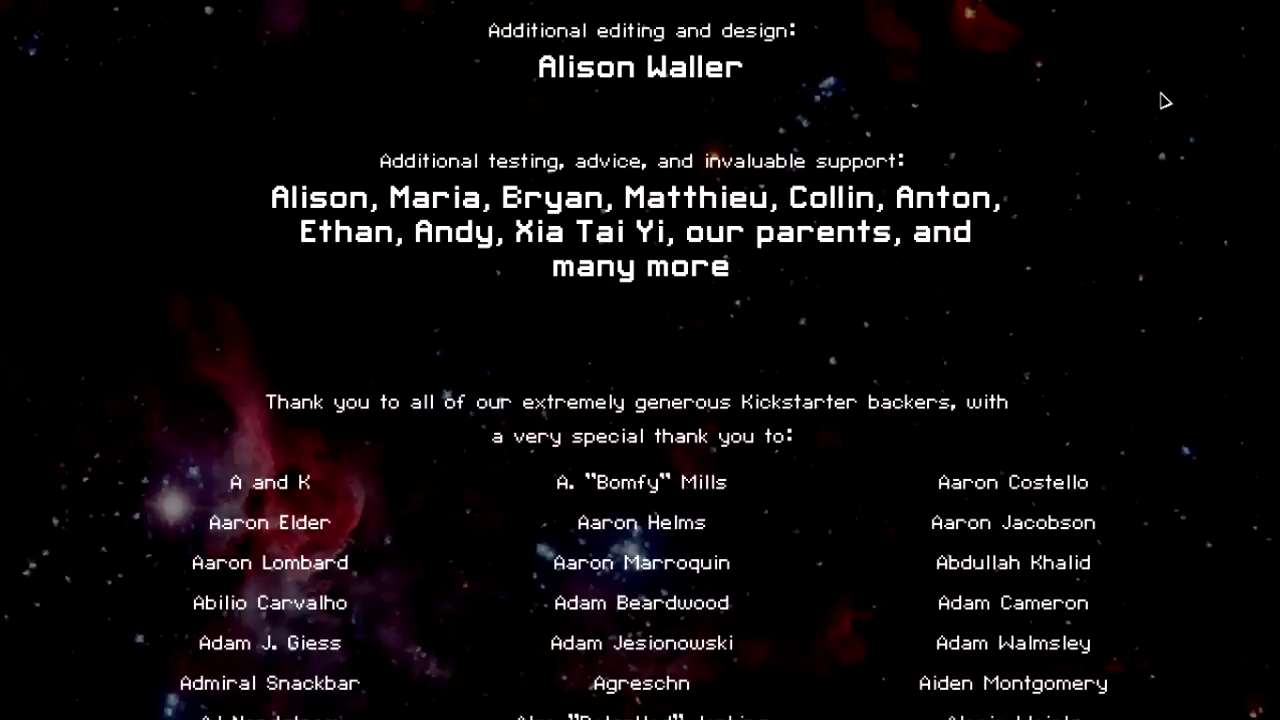 Additional editing and design:
Alison Waller
Additional testing, advice, and invaluable support:
Alison, Maria, Bryan, Matthieu, Collin, Anton,
Ethan, Andy, Xia Tai Yi, our parents, and
many more
Thank you to all of our extremely generous Kickstarter backers, with
a very special thank you to:
A and K A. "Bomfy" Mills Aaron Costello
Aaron Elder Aaron Helms Aaron Jacobson
Aaron Lombard Aaron Marroquin Abdullah Khalid
Abilio Carvalho Adam Beardwood Adam Cameron
Adam J. Giess Adam Jesionowski Adam Walmsley
Admiral Snackbar Agreschn Aiden Montgomery